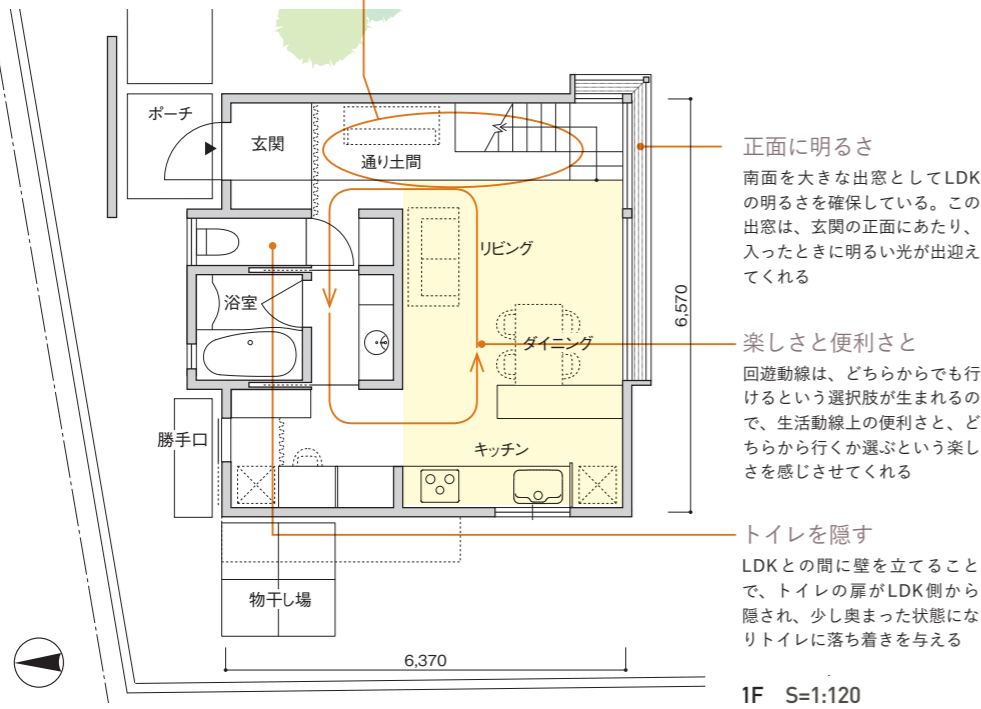 ポーチ
玄関
通り土間
リビング
浴室
ダイニング
勝手口
キッチン
物干し場
6,570
6,370
正面に明るさ
南面を大きな出窓としてLDK
の明るさを確保している。この
出窓は、玄関の正面にあたり、
入ったときに明るい光が出迎え
てくれる
楽しさと便利さと
回遊動線は、どちらからでも行
けるという選択肢が生まれるの
で、生活動線上の便利さと、ど
ちらから行くか選ぶという楽し
さを感じさせてくれる
トイレを隠す
LDKとの間に壁を立てること
で、トイレの扉がLDK側から
隠され、少し奥まった状態にな
りトイレに落ち着きを与える
1F S=1:120